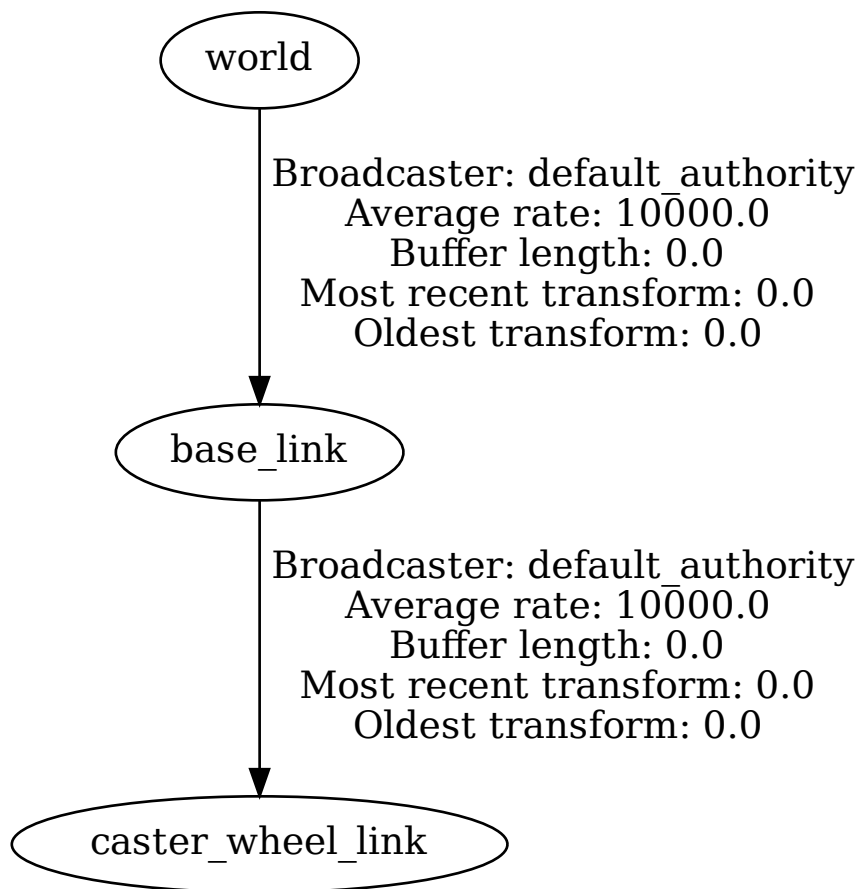 world
Broadcaster: default_authority
Average rate: 10000.0
Buffer length: 0.0
Most recent transform: 0.0
Oldest transform: 0.0
base_link
Broadcaster: default_authority
Average rate: 10000.0
Buffer length: 0.0
Most recent transform: 0.0
Oldest transform: 0.0
caster_wheel_link